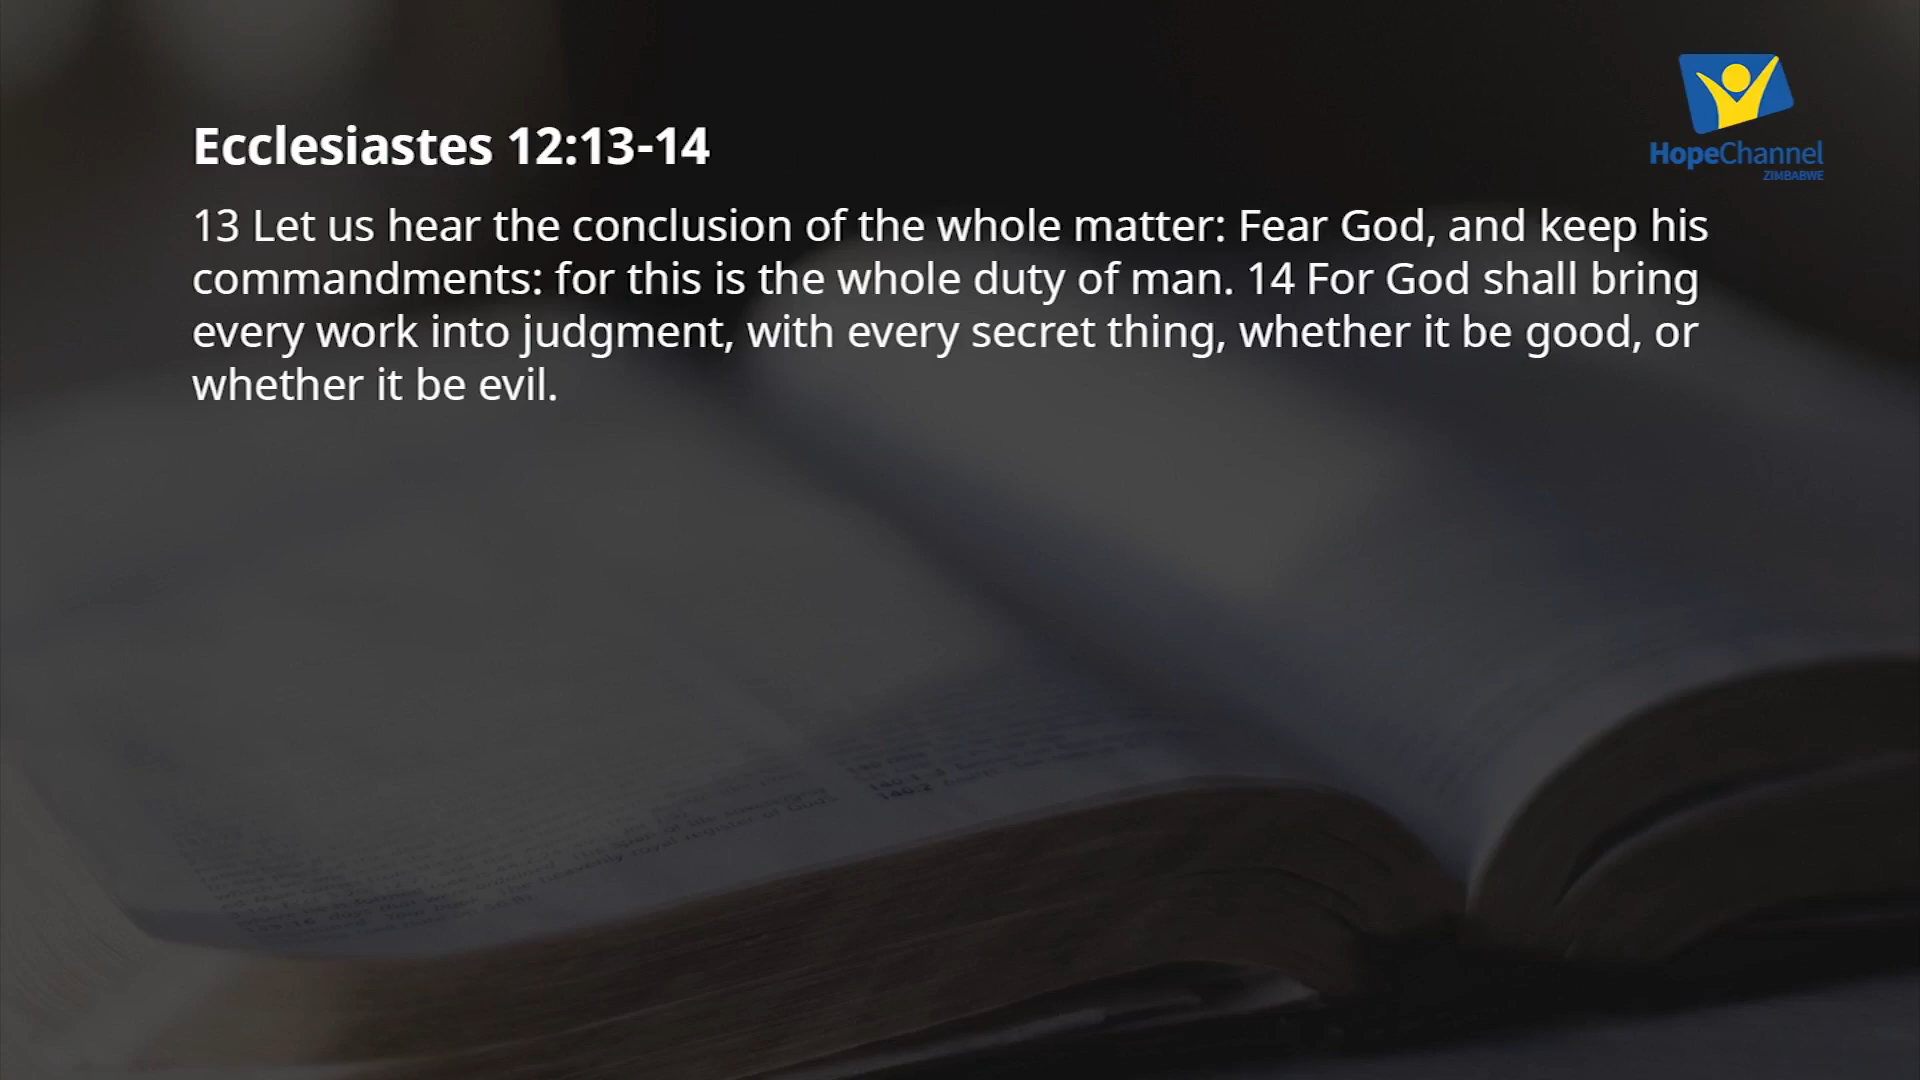 Ecclesiastes 12:13-14
HopeChannel
ZIMBABWE
13 Let us hear the conclusion of the whole matter: Fear God, and keep his
commandments: for this is the whole duty of man. 14 For God shall bring
every work into judgment, with every secret thing, whether it be good, or
whether it be evil.